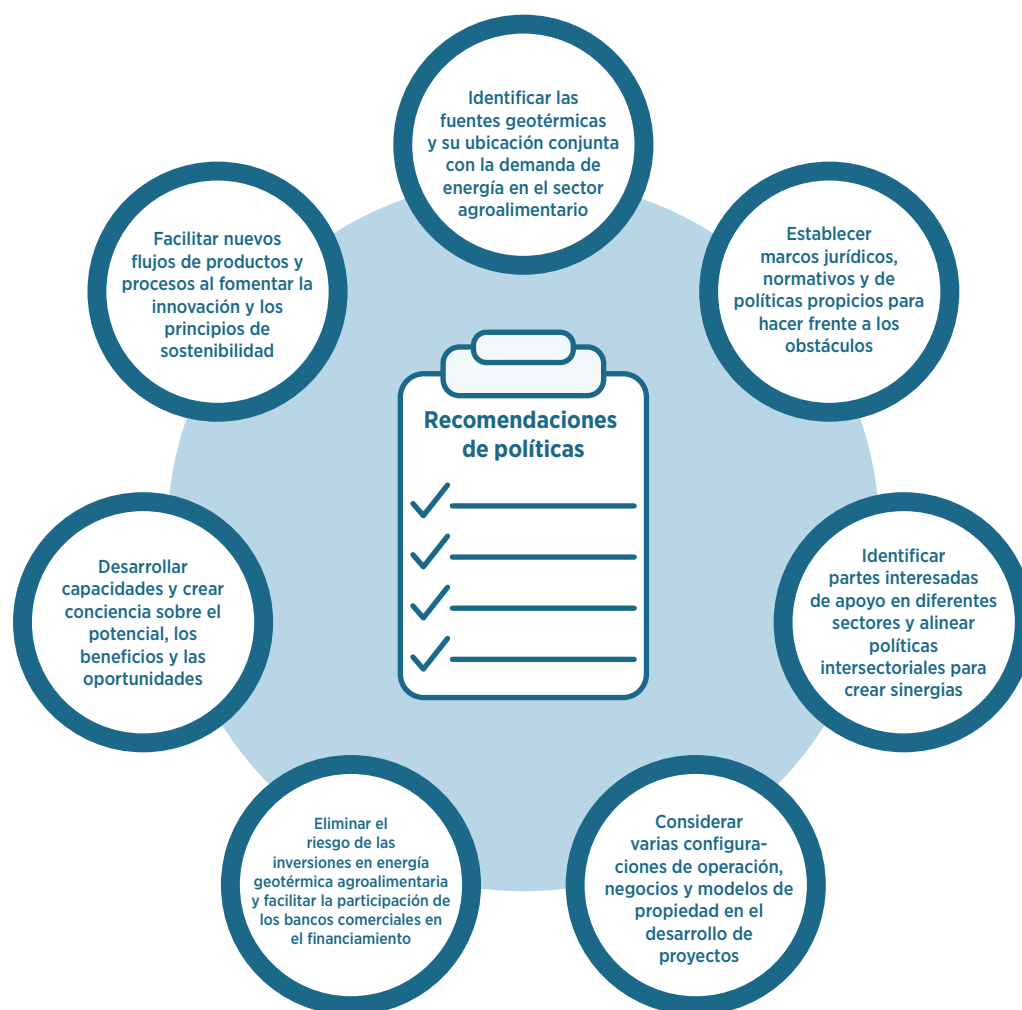 Identificar las
fuentes geotérmicas
y su ubicación conjunta
con la demanda de
energía en el sector
agroalimentario
Establecer
marcos jurídicos,
normativos y de
políticas propicios para
hacer frente a los
obstáculos
Identificar
partes interesadas
de apoyo en diferentes
sectores y alinear
políticas
intersectoriales para
crear sinergias
Considerar
varias configura-
ciones de operación,
negocios y modelos de
propiedad en el
desarrollo de
proyectos
Eliminar el
riesgo de las
inversiones en energía
geotérmica agroalimentaria
y facilitar la participación de
los bancos comerciales en
el financiamiento
Desarrollar
capacidades y crear
conciencia sobre el
potencial, los
beneficios y las
oportunidades
Facilitar nuevos
flujos de productos y
procesos al fomentar la
innovación y los
principios de
sostenibilidad
Recomendaciones
de políticas